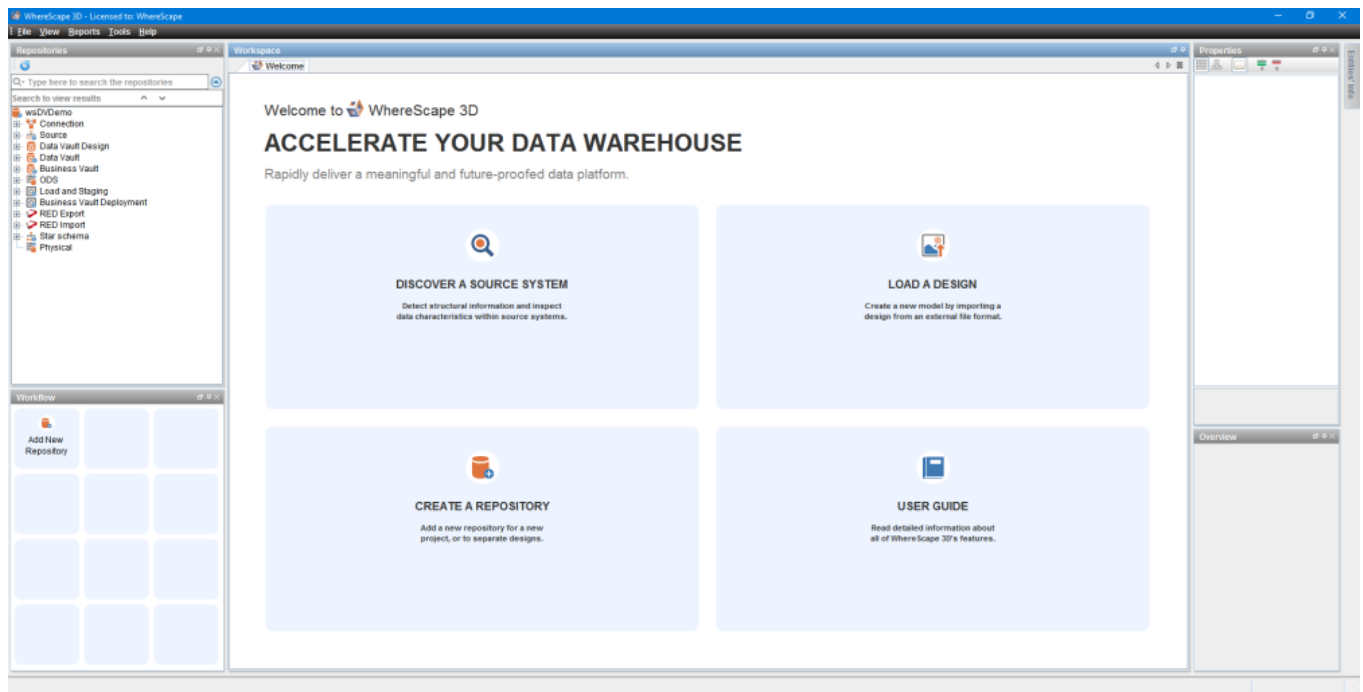 WhereScape 3D - Licensed to: WhereScape
File View Reports Tools Help
Repositories
Type here to search the repositories
Search to view results
wsDVDemo
Connection
Source
Data Vault Design
Data Vault
Business Vault
ODS
Load and Staging
Business Vault Deployment
RED Export
RED Import
Star schema
Physical
Workflow
Add New
Repository
Workspace
Welcome
Welcome to WhereScape 3D
ACCELERATE YOUR DATA WAREHOUSE
Rapidly deliver a meaningful and future-proofed data platform.
DISCOVER A SOURCE SYSTEM
Detect structural information and inspect
data characteristics within source systems.
LOAD A DESIGN
Create a new model by importing a
design from an external file format.
CREATE A REPOSITORY
Add a new repository for a new
project, or to separate designs.
USER GUIDE
Read detailed information about
all of WhereScape 3D's features.
Properties
Overview
Entities' info